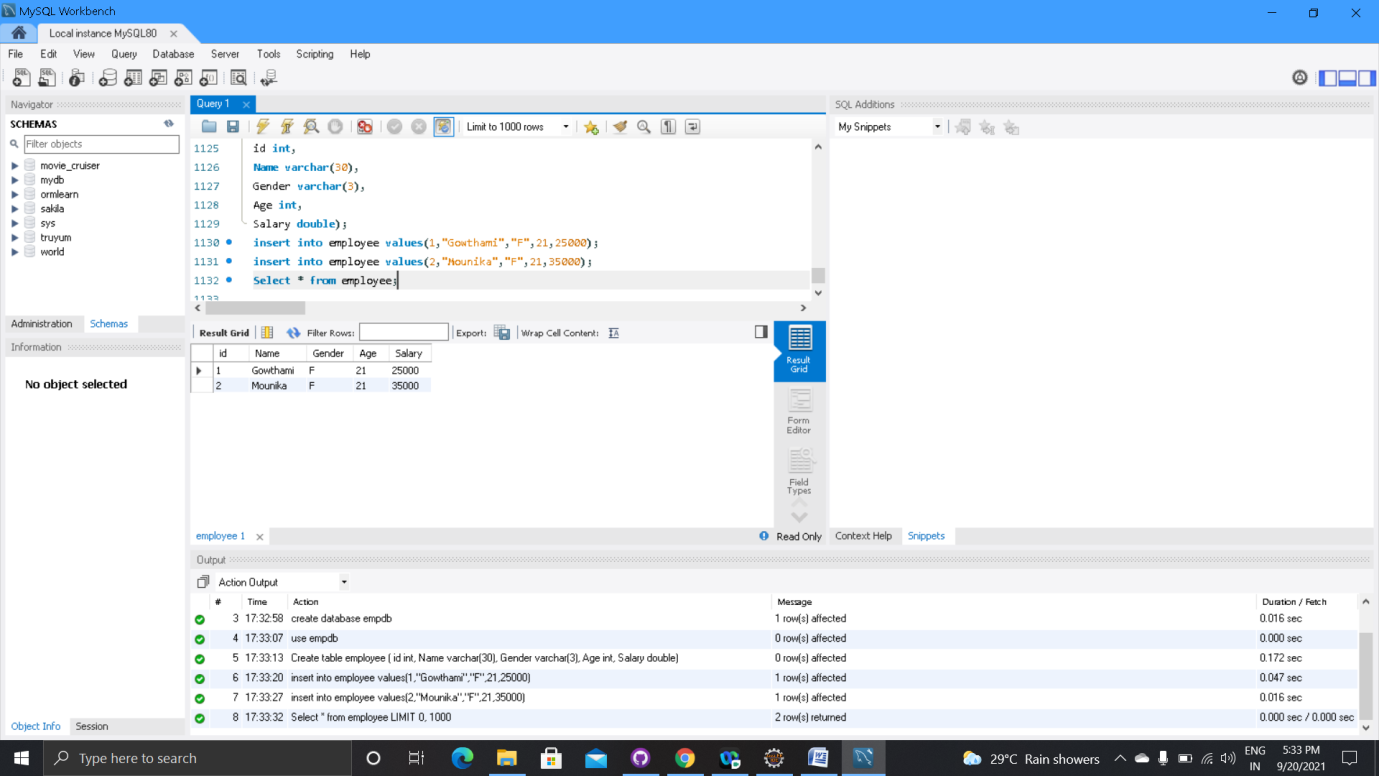 MySQL Workbench
Local instance MySQL80
File Edit View Query Database Server Tools Scripting Help
Navigator
SCHEMAS
Filter objects
movie_cruiser
mydb
ormlearn
sakila
sys
truyum
world
Administration Schemas
Information
No object selected
Object Info Session
Query 1
Limit to 1000 rows
1125 id int,
1126 Name varchar(30),
1127 Gender varchar(3),
1128 Age int,
1129 Salary double);
1130 insert into employee values(1,"Gowthami","F",21,25000);
1131 insert into employee values(2,"Mounika","F",21,35000);
1132 Select * from employee;
1133
Result Grid Filter Rows: Export: Wrap Cell Content:
id Name Gender Age Salary
1 Gowthami F 21 25000
2 Mounika F 21 35000
Result
Grid
Form
Editor
Field
Types
employee 1
Read Only
SQL Additions
My Snippets
Context Help Snippets
Output
Action Output
# Time Action Message Duration / Fetch
3 17:32:58 create database empdb 1 row(s) affected 0.016 sec
4 17:33:07 use empdb 0 row(s) affected 0.000 sec
5 17:33:13 Create table employee ( id int, Name varchar(30), Gender varchar(3), Age int, Salary double) 0 row(s) affected 0.172 sec
6 17:33:20 insert into employee values(1,"Gowthami","F",21,25000) 1 row(s) affected 0.047 sec
7 17:33:27 insert into employee values(2,"Mounika","F",21,35000) 1 row(s) affected 0.016 sec
8 17:33:32 Select * from employee LIMIT 0, 1000 2 row(s) returned 0.000 sec / 0.000 sec
Type here to search
29°C Rain showers
ENG
IN
5:33 PM
9/20/2021